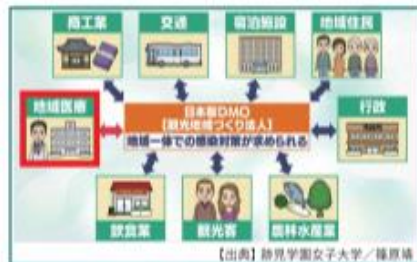 商工業
交通
宿泊施設
地域住民
地域医療
日本版DMO
【観光地域づくり法人】
地域一体での感染対策が求められる
行政
飲食業
観光客
農林水産業
【出典】跡見学園女子大学／篠原靖